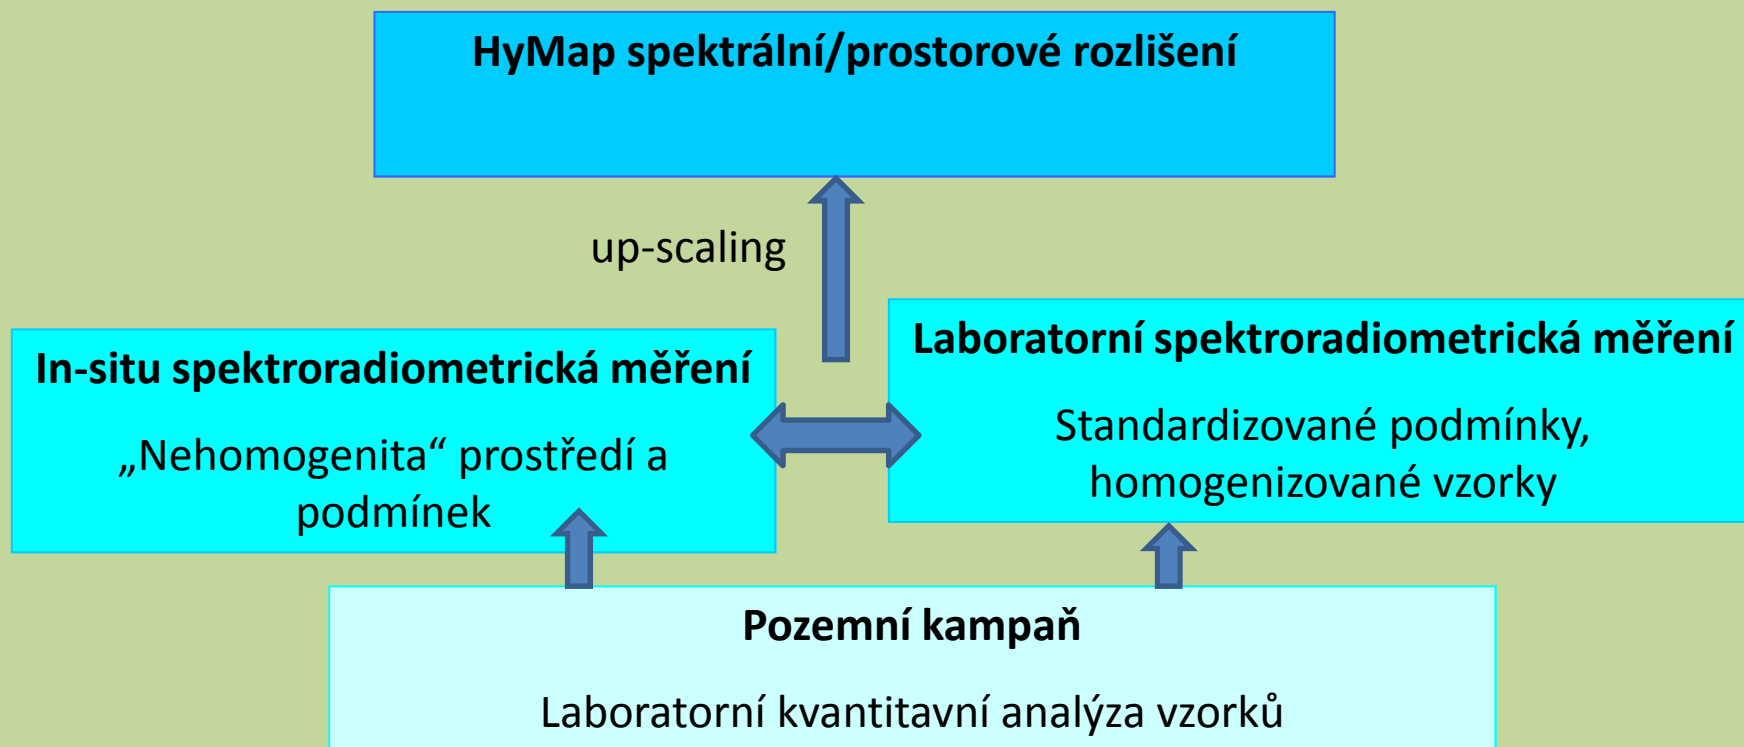 HyMap spektrální/prostorové rozlišení
up-scaling
In-situ spektroradiometrická měření
„Nehomogenita“ prostředí a
podmínek
Laboratorní spektroradiometrická měření
Standardizované podmínky,
homogenizované vzorky
Pozemní kampaň
Laboratorní kvantitavní analýza vzorků